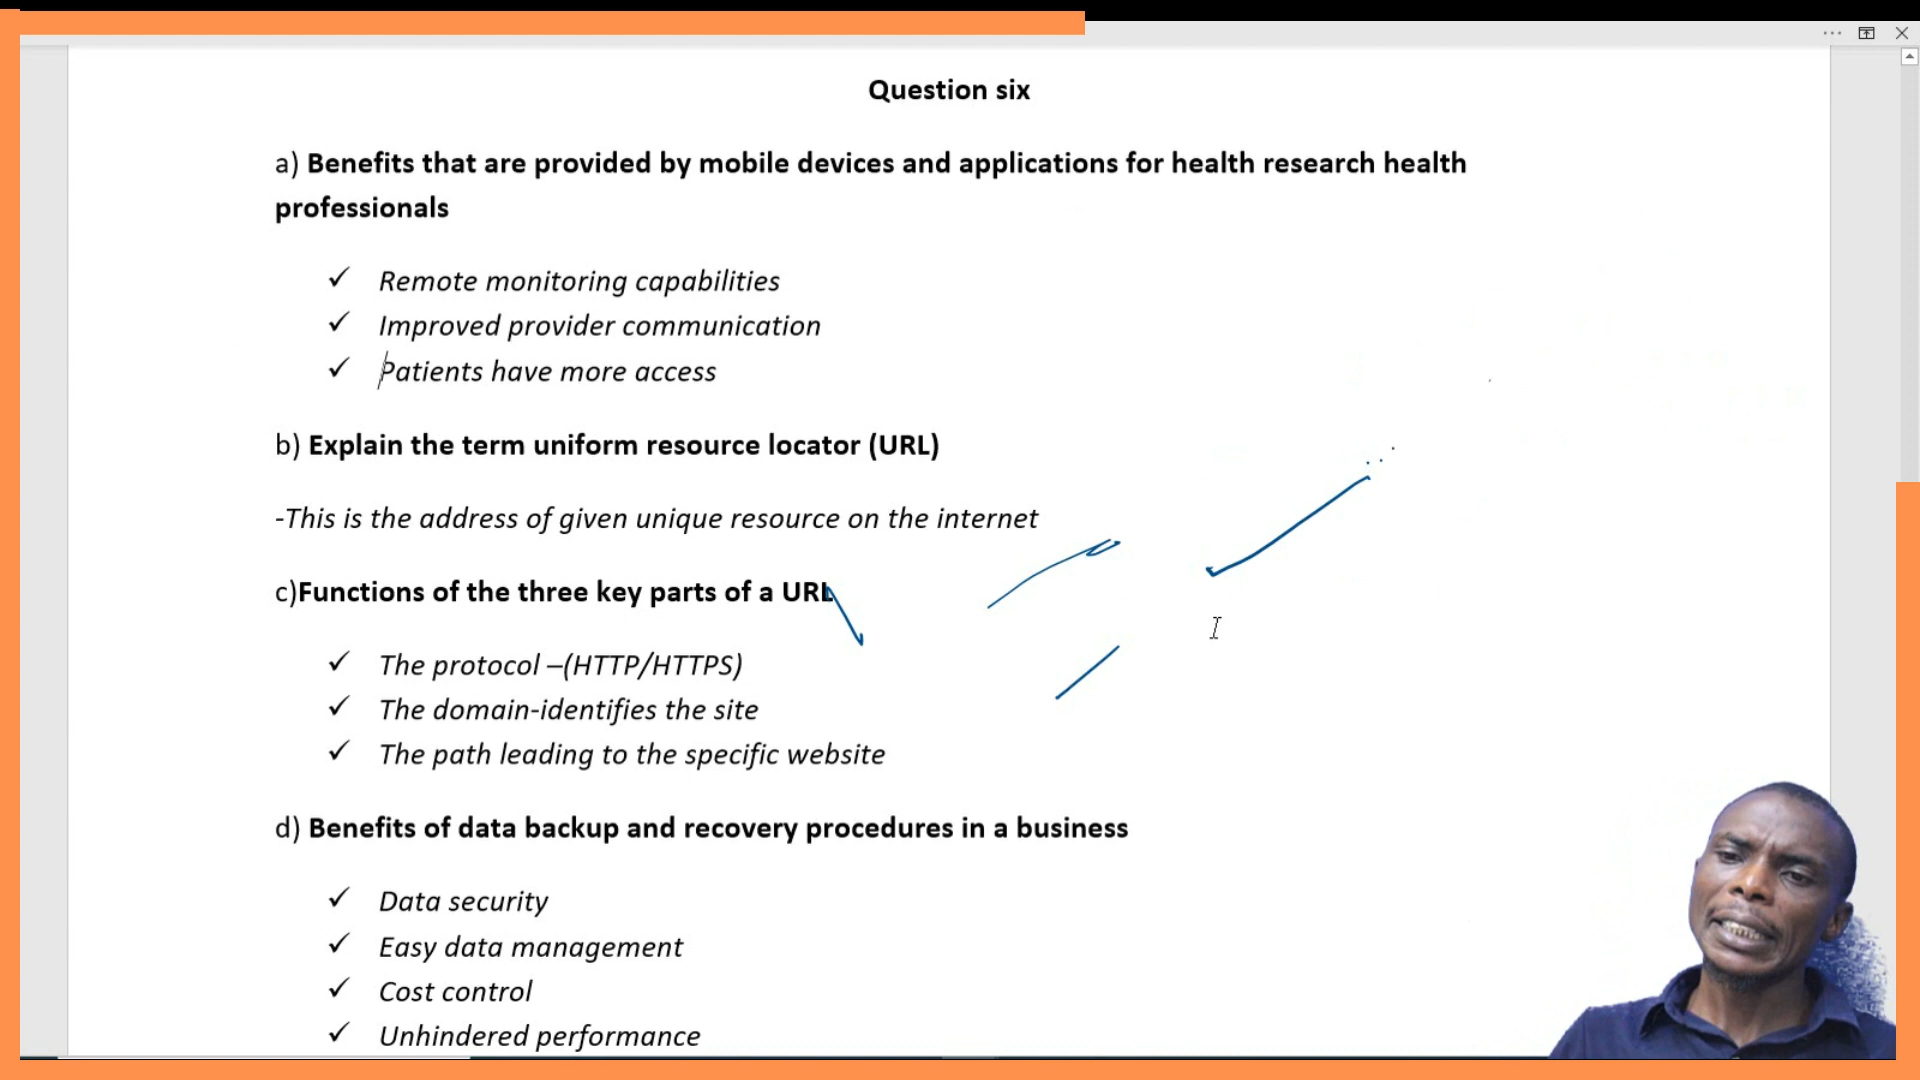 Question six
a) Benefits that are provided by mobile devices and applications for health research health
professionals
✓ Remote monitoring capabilities
✓ Improved provider communication
✓ Patients have more access
b) Explain the term uniform resource locator (URL)
-This is the address of given unique resource on the internet
c)Functions of the three key parts of a URL
✓ The protocol –(HTTP/HTTPS)
✓ The domain-identifies the site
✓ The path leading to the specific website
d) Benefits of data backup and recovery procedures in a business
✓ Data security
✓ Easy data management
✓ Cost control
✓ Unhindered performance